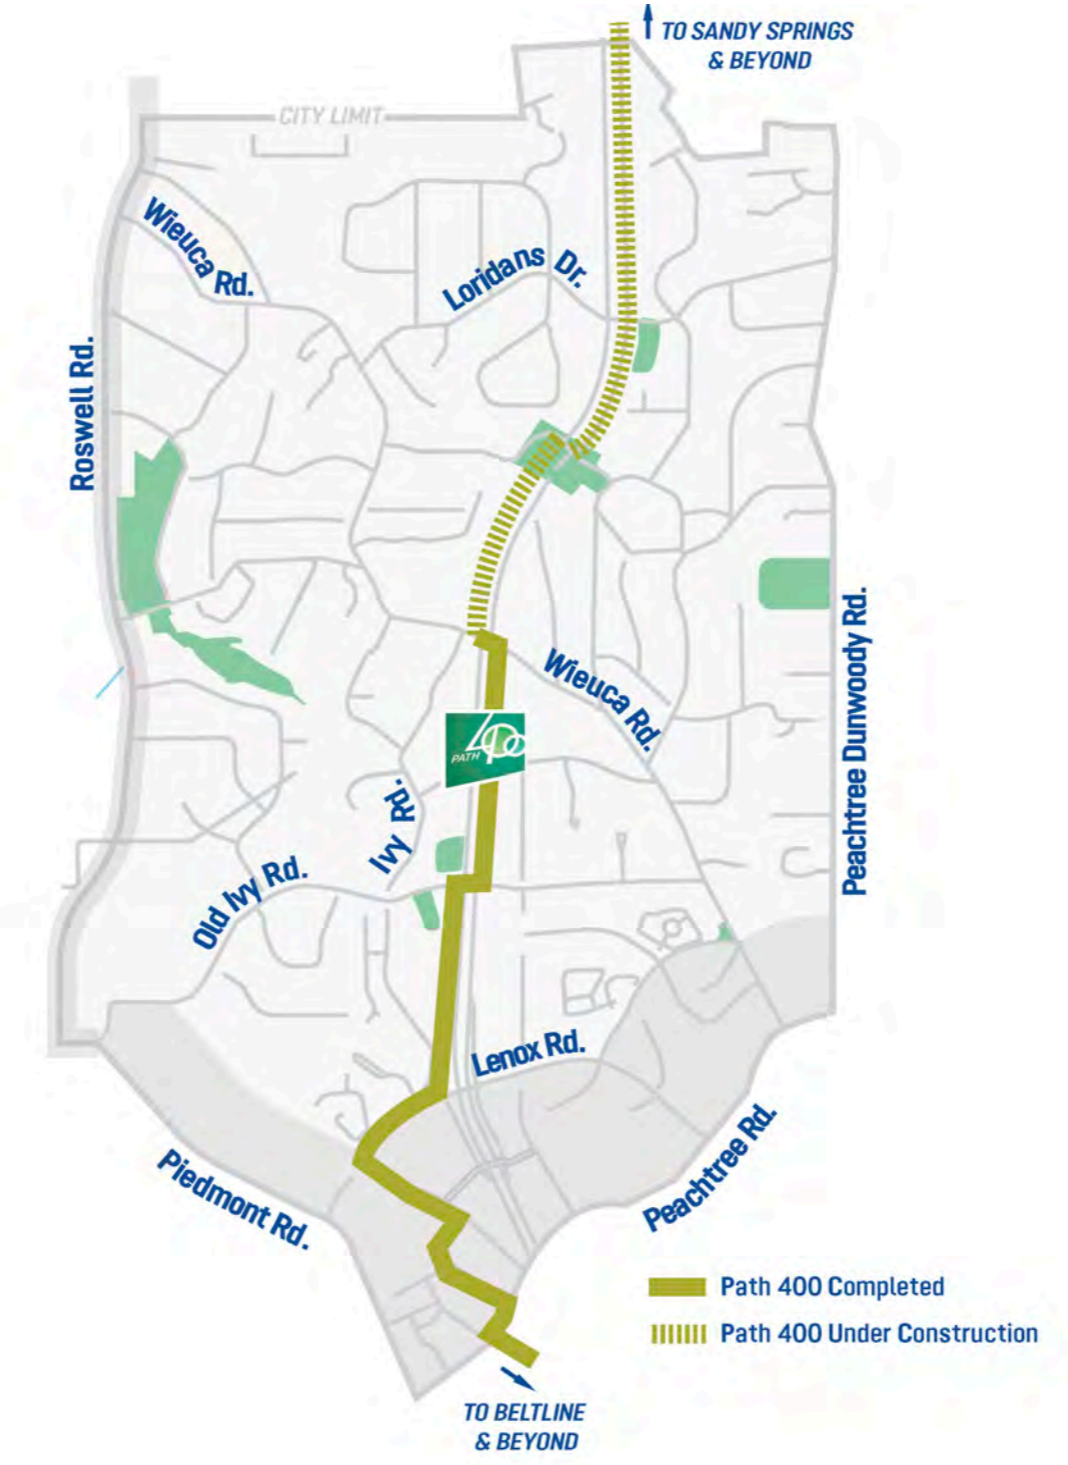 TO SANDY SPRINGS
& BEYOND
CITY LIMIT
Wieuca Rd.
Loridans Dr.
Roswell Rd.
Peachtree Dunwoody Rd.
Wieuca Rd.
PATH 400
Ivy Rd.
Old Ivy Rd.
Lenox Rd.
Piedmont Rd.
Peachtree Rd.
Path 400 Completed
Path 400 Under Construction
TO BELTLINE
& BEYOND